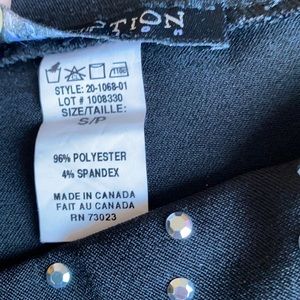 TION
STYLE: 20-1068-01
LOT # 1008330
SIZE/TAILLE:
S/P
96% POLYESTER
4% SPANDEX
MADE IN CANADA
FAIT AU CANADA
RN 73023